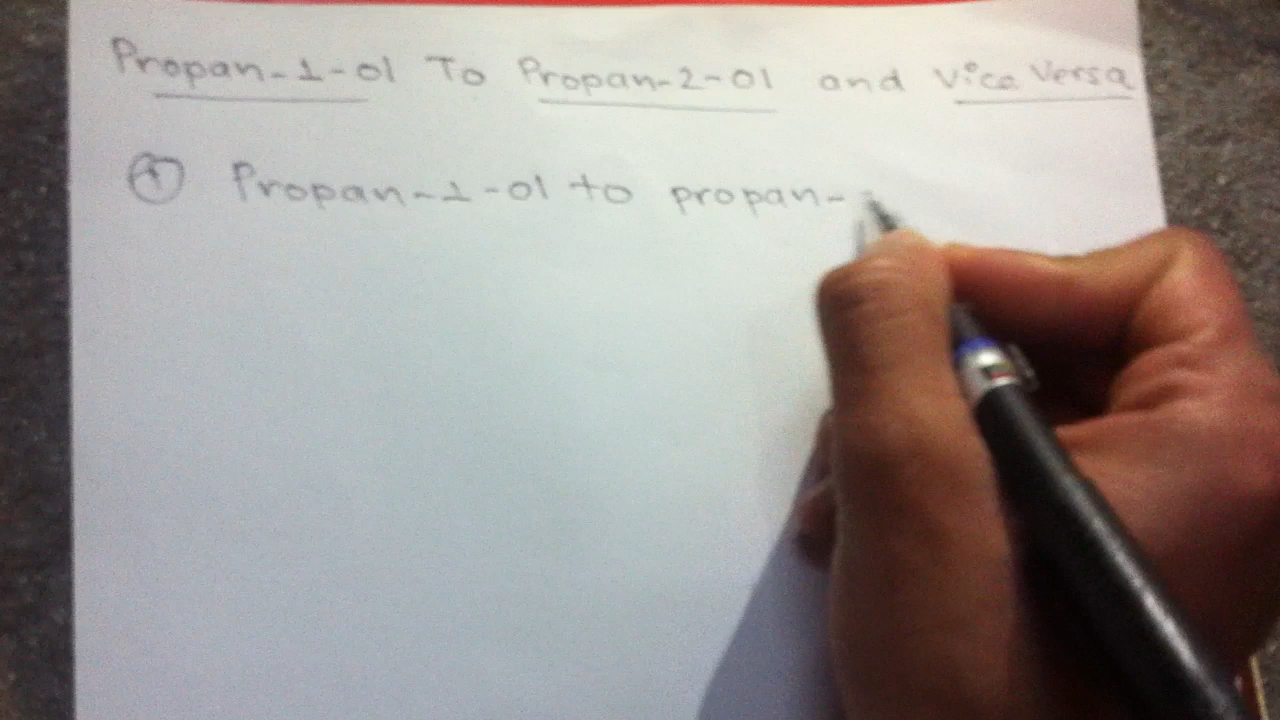 Propan-1-ol To Propan-2-ol and Vice Versa
① Propan-1-ol to propan-